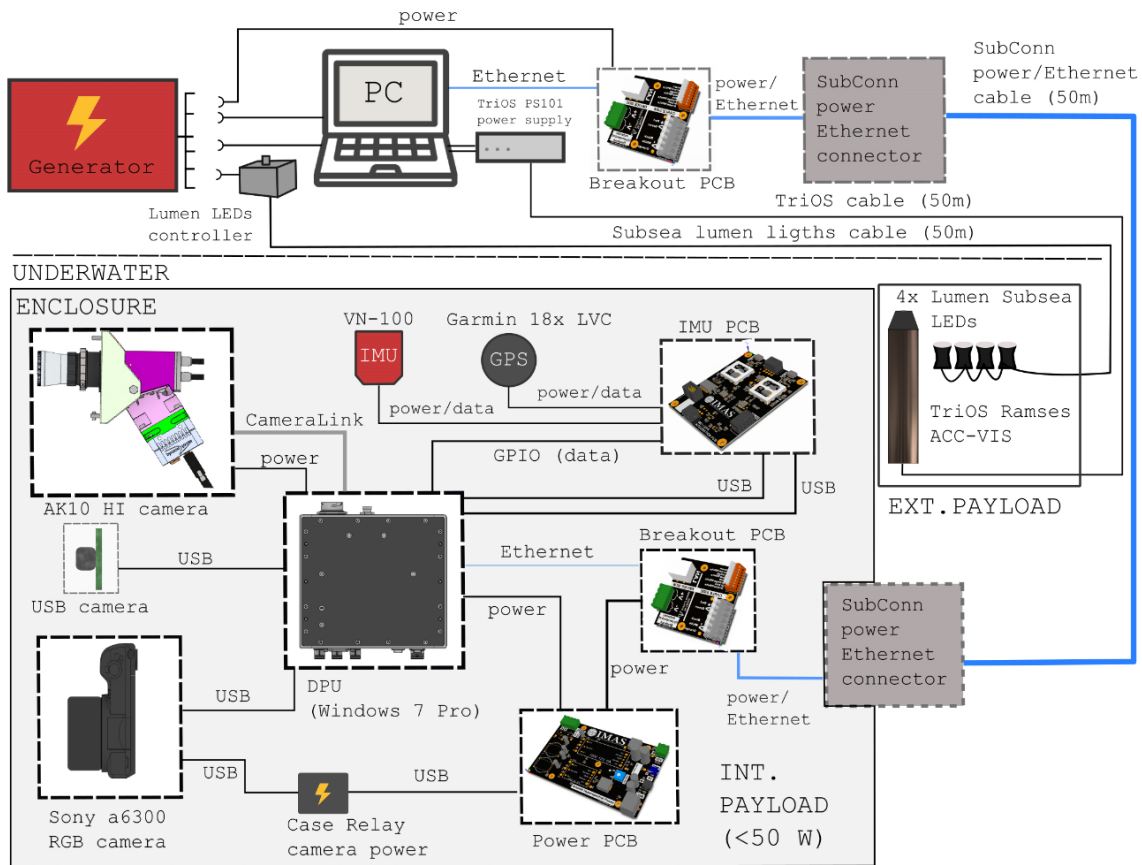 power
SubConn
power/Ethernet
cable (50m)
Generator
PC
Ethernet
TriOS PS101
power supply
power/
Ethernet
SubConn
power
Ethernet
connector
Breakout PCB
Lumen LEDs
controller
TriOS cable (50m)
Subsea lumen ligths cable (50m)
UNDERWATER
ENCLOSURE
VN-100
IMU
Garmin 18x LVC
GPS
IMU PCB
IMAS
power/data
power/data
CameraLink
power
GPIO (data)
USB
USB
AK10 HI camera
4x Lumen Subsea
LEDs
TriOS Ramses
ACC-VIS
EXT.PAYLOAD
USB
USB camera
Ethernet
Breakout PCB
power
power
power/
Ethernet
SubConn
power
Ethernet
connector
DPU
(Windows 7 Pro)
USB
USB
USB
Sony a6300
RGB camera
Case Relay
camera power
IMAS
Power PCB
INT.
PAYLOAD
(<50 W)